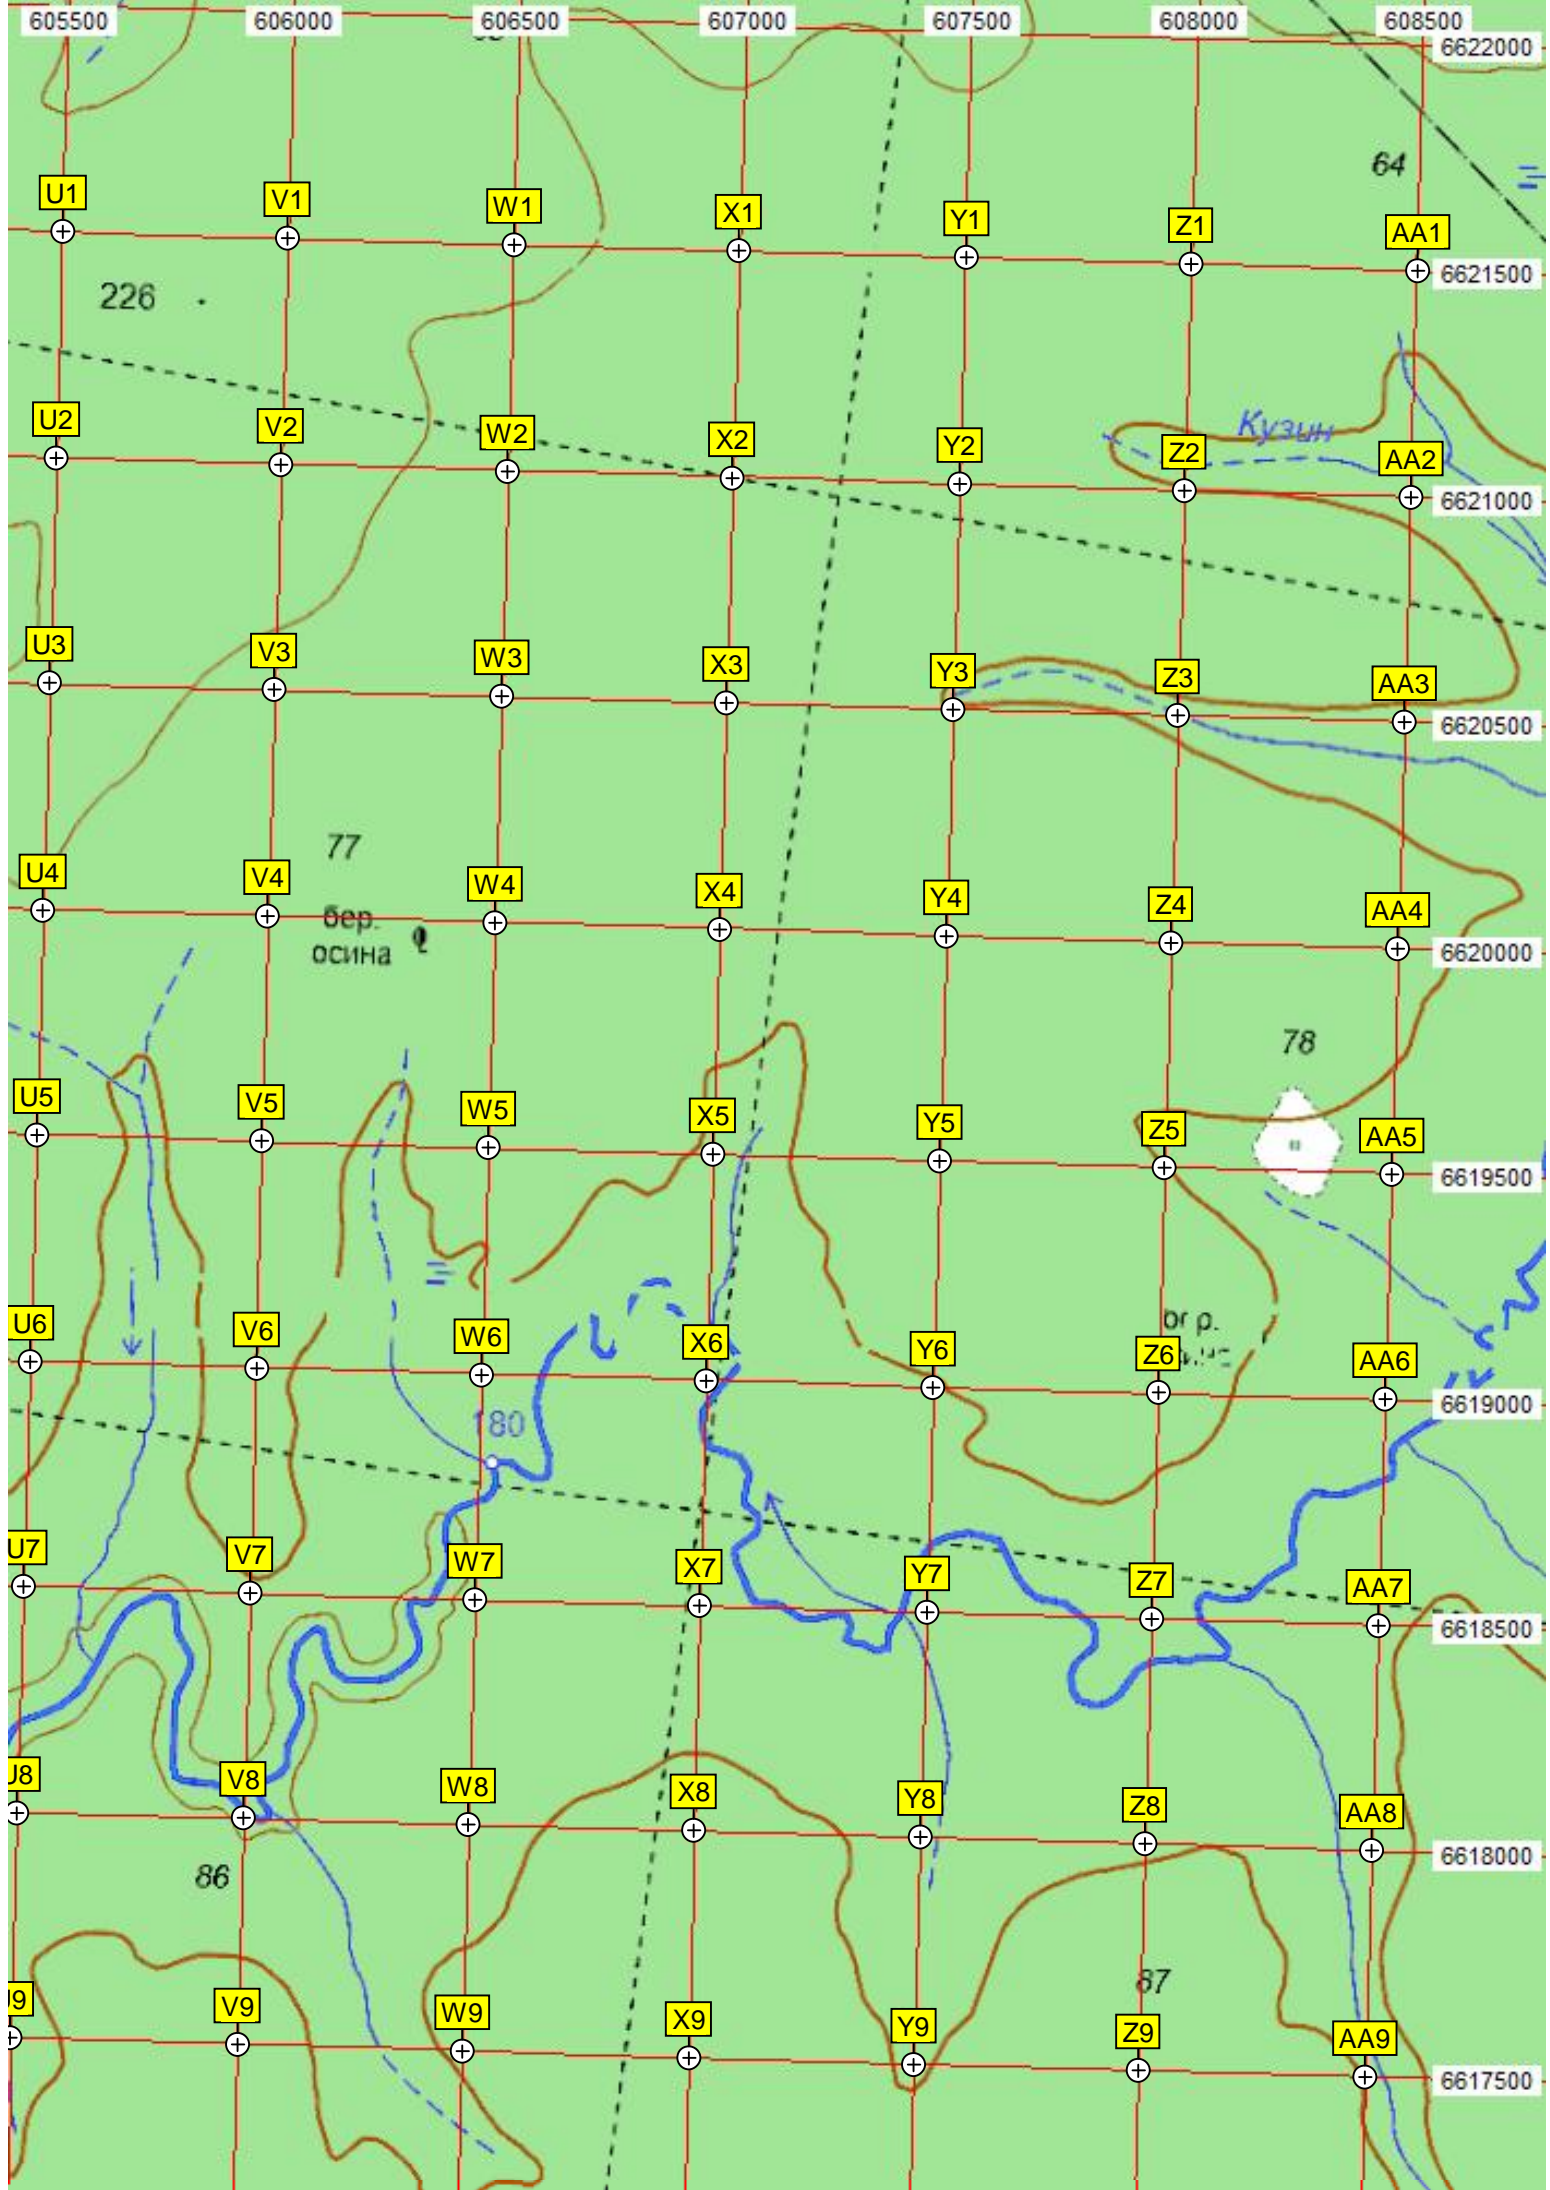 605500 606000 606500 607000 607500 608000 608500
6622000
64
U1 V1 W1 X1 Y1 Z1 AA1
6621500
226
Кузин
U2 V2 W2 X2 Y2 Z2 AA2
6621000
U3 V3 W3 X3 Y3 Z3 AA3
6620500
77
U4 V4 W4 X4 Y4 Z4 AA4
бер.
осина
6620000
78
U5 V5 W5 X5 Y5 Z5 AA5
6619500
U6 V6 W6 X6 Y6 Z6 AA6
6619000
180
U7 V7 W7 X7 Y7 Z7 AA7
6618500
U8 V8 W8 X8 Y8 Z8 AA8
6618000
86
87
V9 W9 X9 Y9 Z9 AA9
6617500